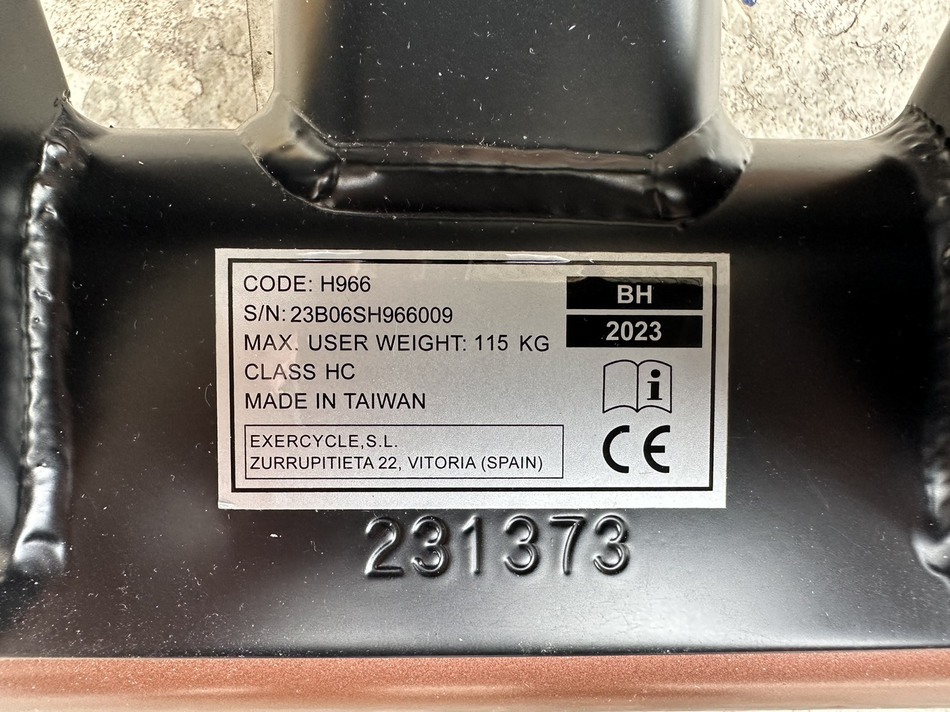 CODE: H966
S/N: 23B06SH966009
MAX. USER WEIGHT: 115 KG
CLASS HC
MADE IN TAIWAN
EXERCYCLE,S.L.
ZURRUPITIETA 22, VITORIA (SPAIN)
BH
2023
i
CE
231373